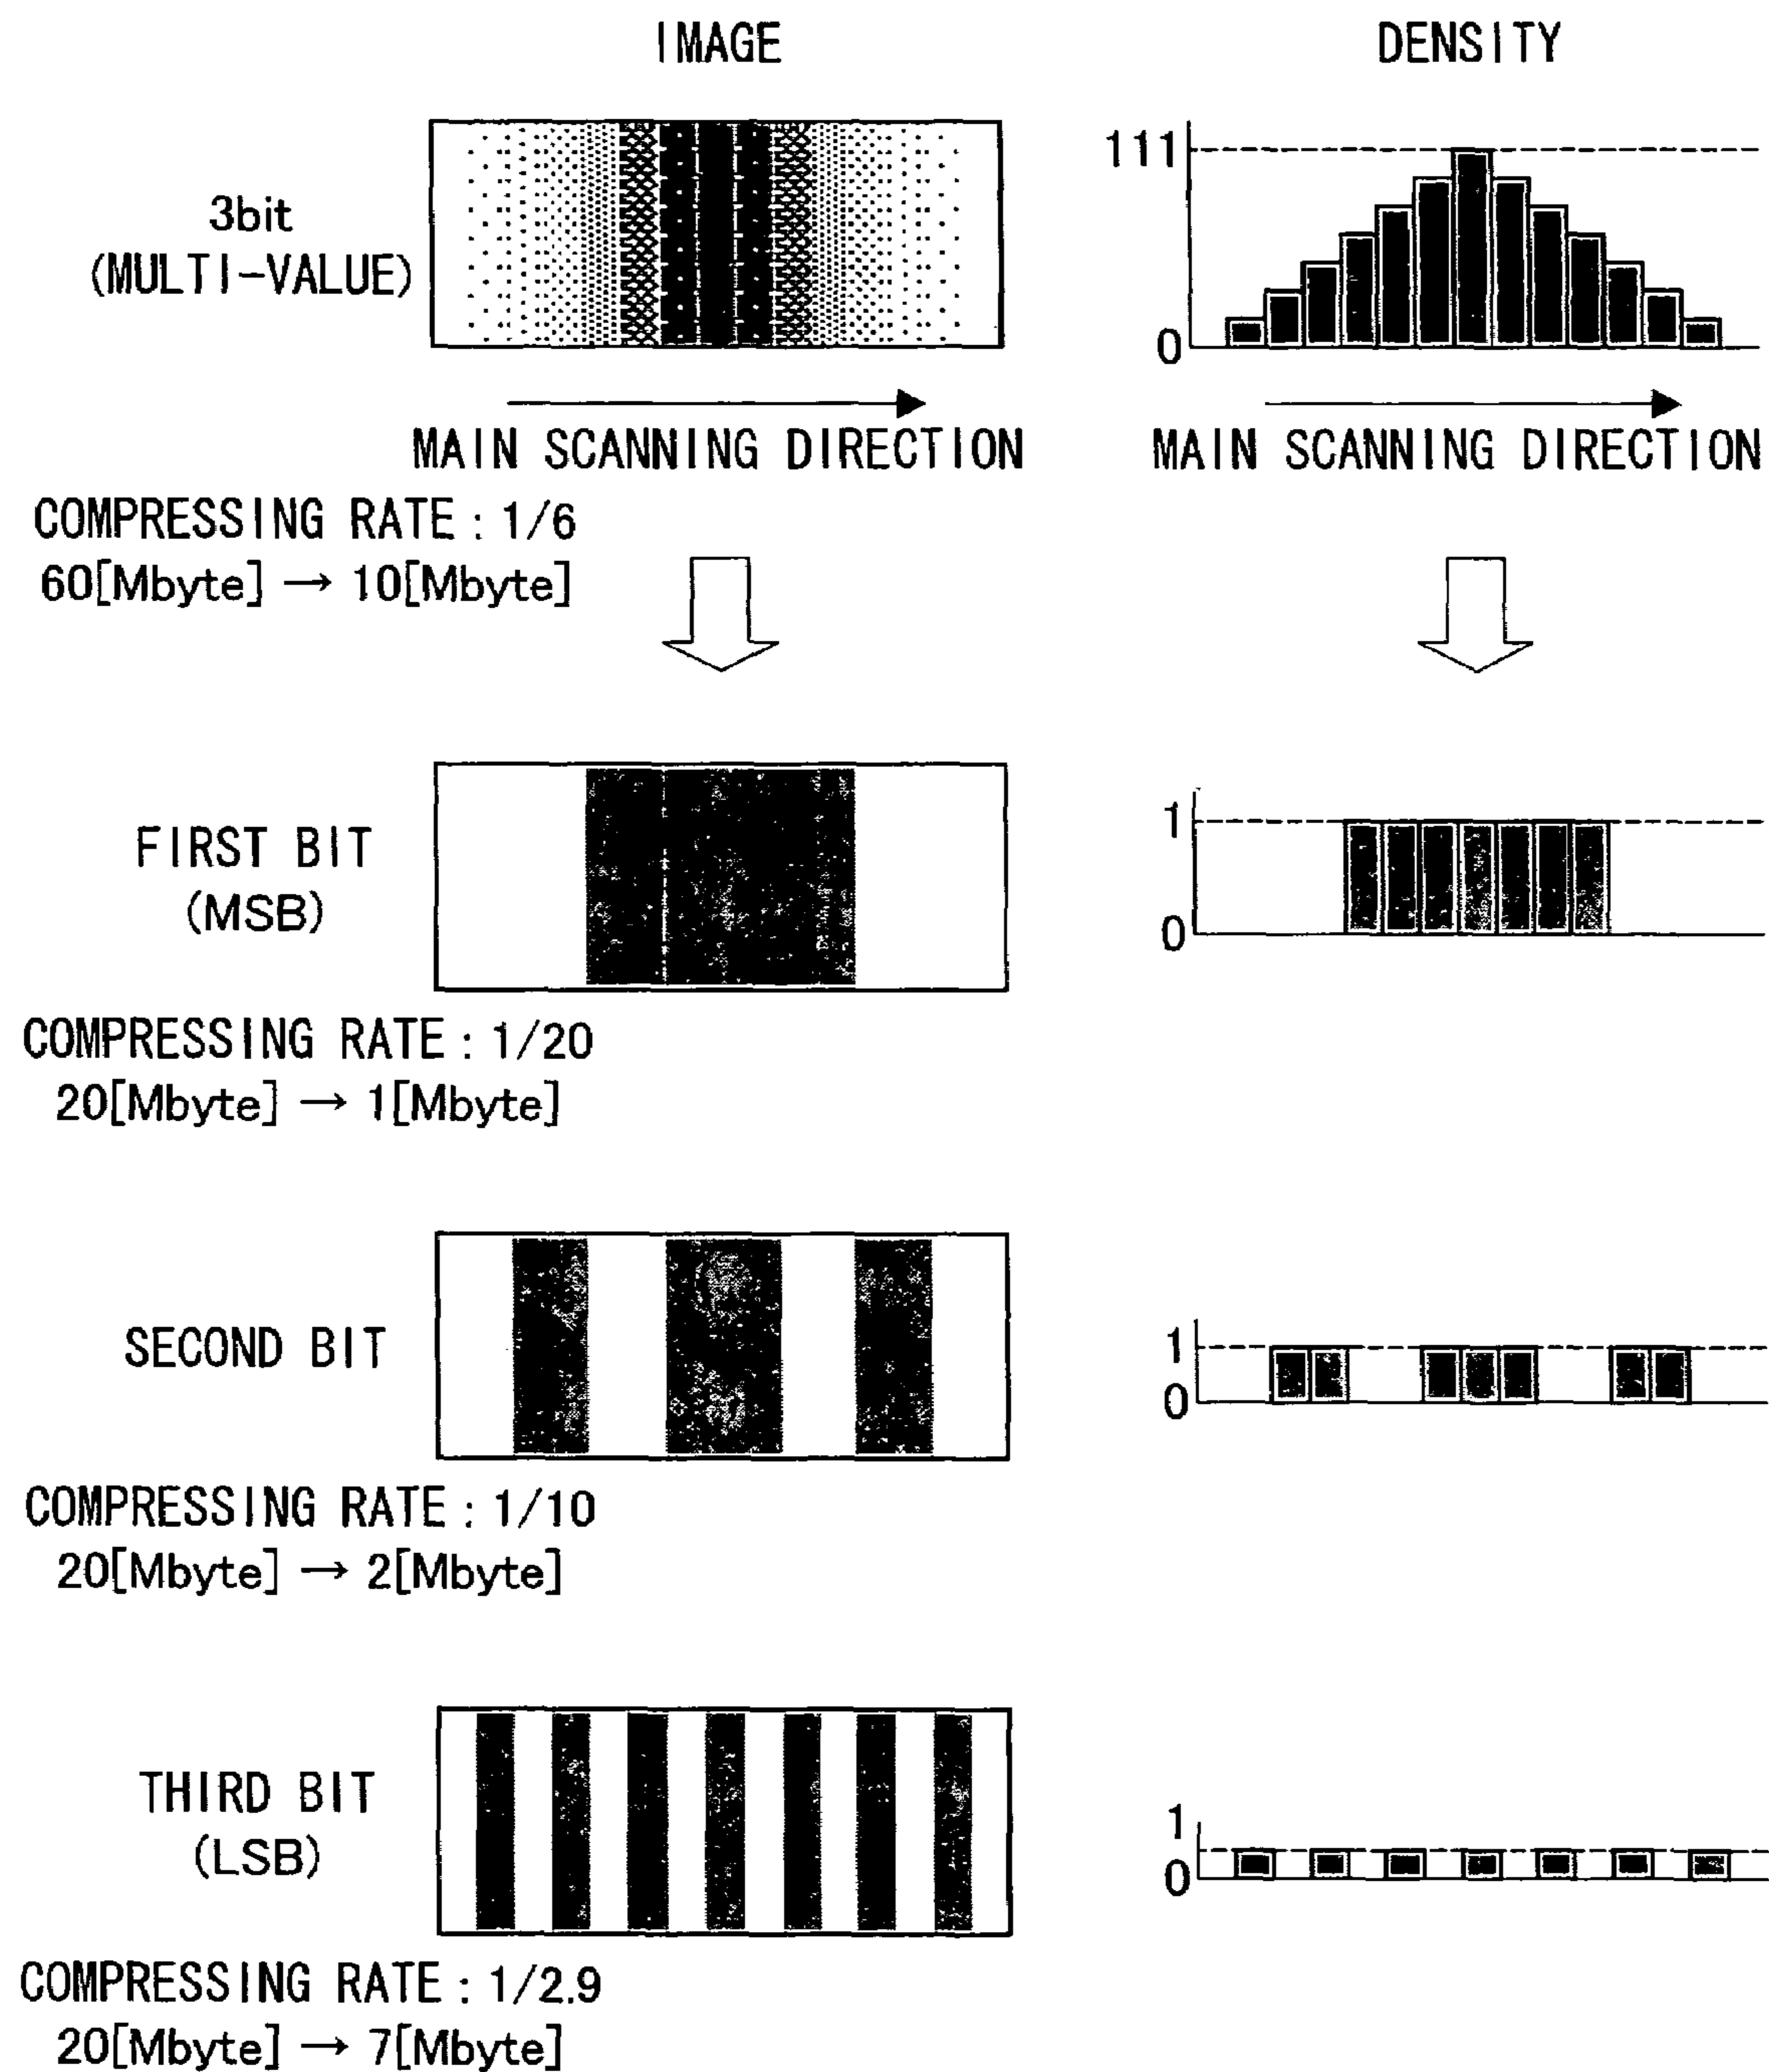 IMAGE
DENSITY
3bit
(MULTI-VALUE)
111
0
MAIN SCANNING DIRECTION
MAIN SCANNING DIRECTION
COMPRESSING RATE : 1/6
60[Mbyte] → 10[Mbyte]
FIRST BIT
(MSB)
1
0
COMPRESSING RATE : 1/20
20[Mbyte] → 1[Mbyte]
SECOND BIT
1
0
COMPRESSING RATE : 1/10
20[Mbyte] → 2[Mbyte]
THIRD BIT
(LSB)
1
0
COMPRESSING RATE : 1/2.9
20[Mbyte] → 7[Mbyte]